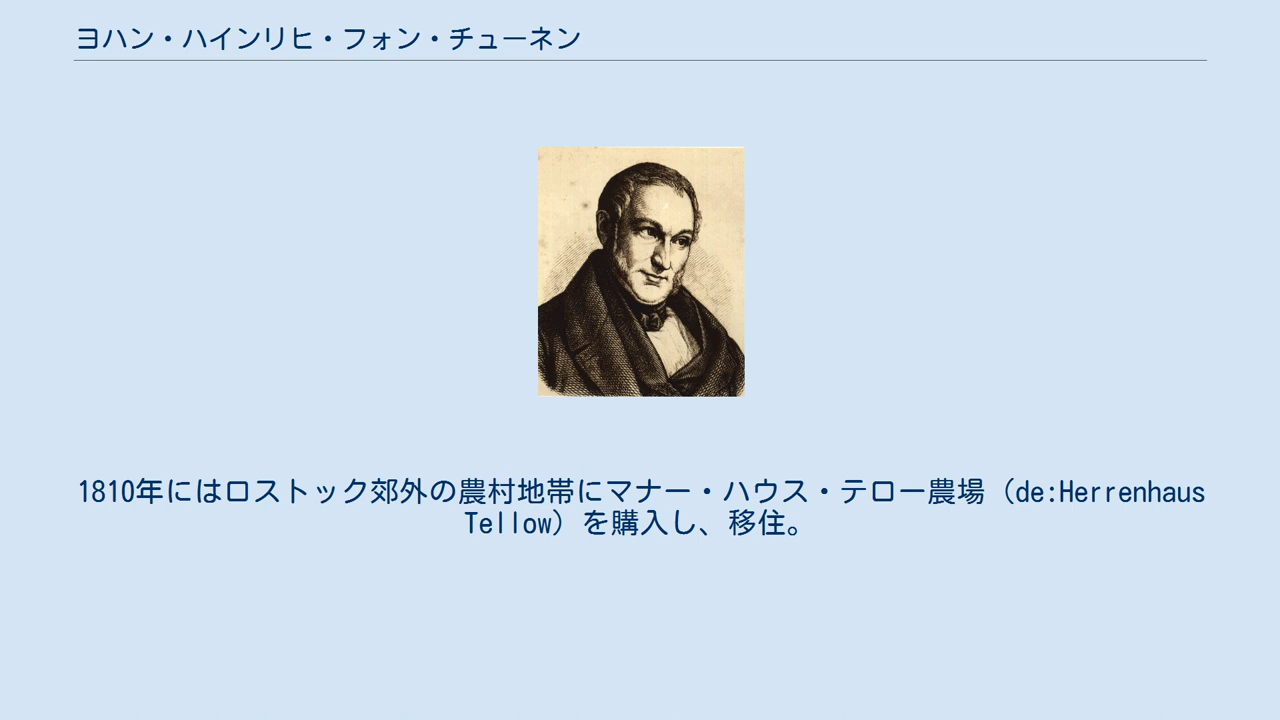 ヨハン・ハインリヒ・フォン・チューネン
1810年にはロストック郊外の農村地帯にマナー・ハウス・テロー農場（de:Herrenhaus
Tellow）を購入し、移住。